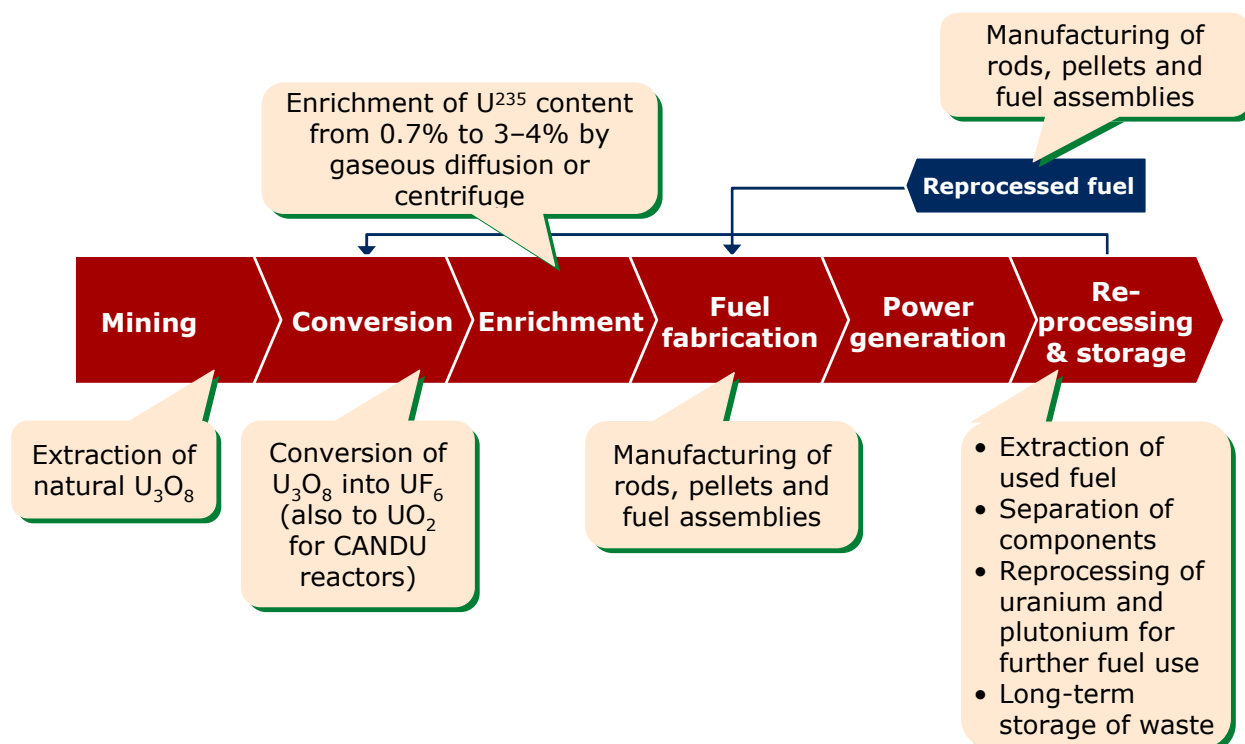 Manufacturing of
rods, pellets and
fuel assemblies
Enrichment of U²³⁵ content
from 0.7% to 3–4% by
gaseous diffusion or
centrifuge
Reprocessed fuel
Mining
Conversion
Enrichment
Fuel
fabrication
Power
generation
Re-
processing
& storage
Extraction of
natural U₃O₈
Conversion of
U₃O₈ into UF₆
(also to UO₂
for CANDU
reactors)
Manufacturing of
rods, pellets and
fuel assemblies
• Extraction of
used fuel
• Separation of
components
• Reprocessing of
uranium and
plutonium for
further fuel use
• Long-term
storage of waste